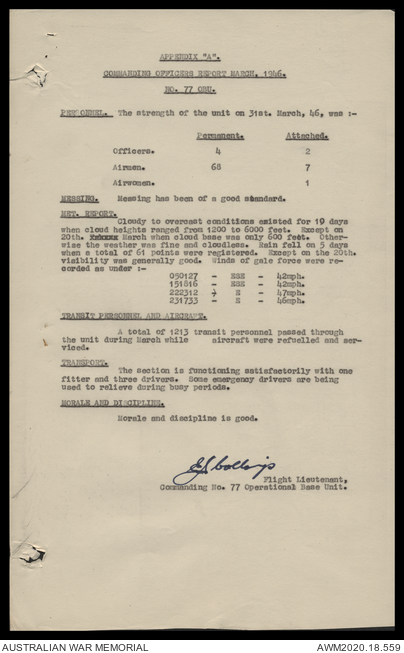 APPENDIX "A".
COMMANDING OFFICERS REPORT MARCH, 1946.
NO. 77 OBU.
PERSONNEL. The strength of the unit on 31st. March, 46, was :-
Permanent. Attached.
Officers. 4 2
Airmen. 68 7
Airwomen. 1
MESSING. Messing has been of a good standard.
MET. REPORT.
Cloudy to overcast conditions existed for 19 days
when cloud heights ranged from 1200 to 6000 feet. Except on
20th. March when cloud base was only 600 feet. Other-
wise the weather was fine and cloudless. Rain fell on 5 days
when a total of 61 points were registered. Except on the 20th.
visibility was generally good. Winds of gale force were re-
corded as under :-
050127 - ESE - 42mph.
151816 - ESE - 42mph.
222312 - E - 47mph.
231733 - E - 46mph.
TRANSIT PERSONNEL AND AIRCRAFT.
A total of 1213 transit personnel passed through
the unit during March while aircraft were refuelled and ser-
viced.
TRANSPORT.
The section is functioning satisfactorily with one
fitter and three drivers. Some emergency drivers are being
used to relieve during busy periods.
MORALE AND DISCIPLINE.
Morale and discipline is good.
Flight Lieutenant,
Commanding No. 77 Operational Base Unit.
AUSTRALIAN WAR MEMORIAL AWM2020.18.559